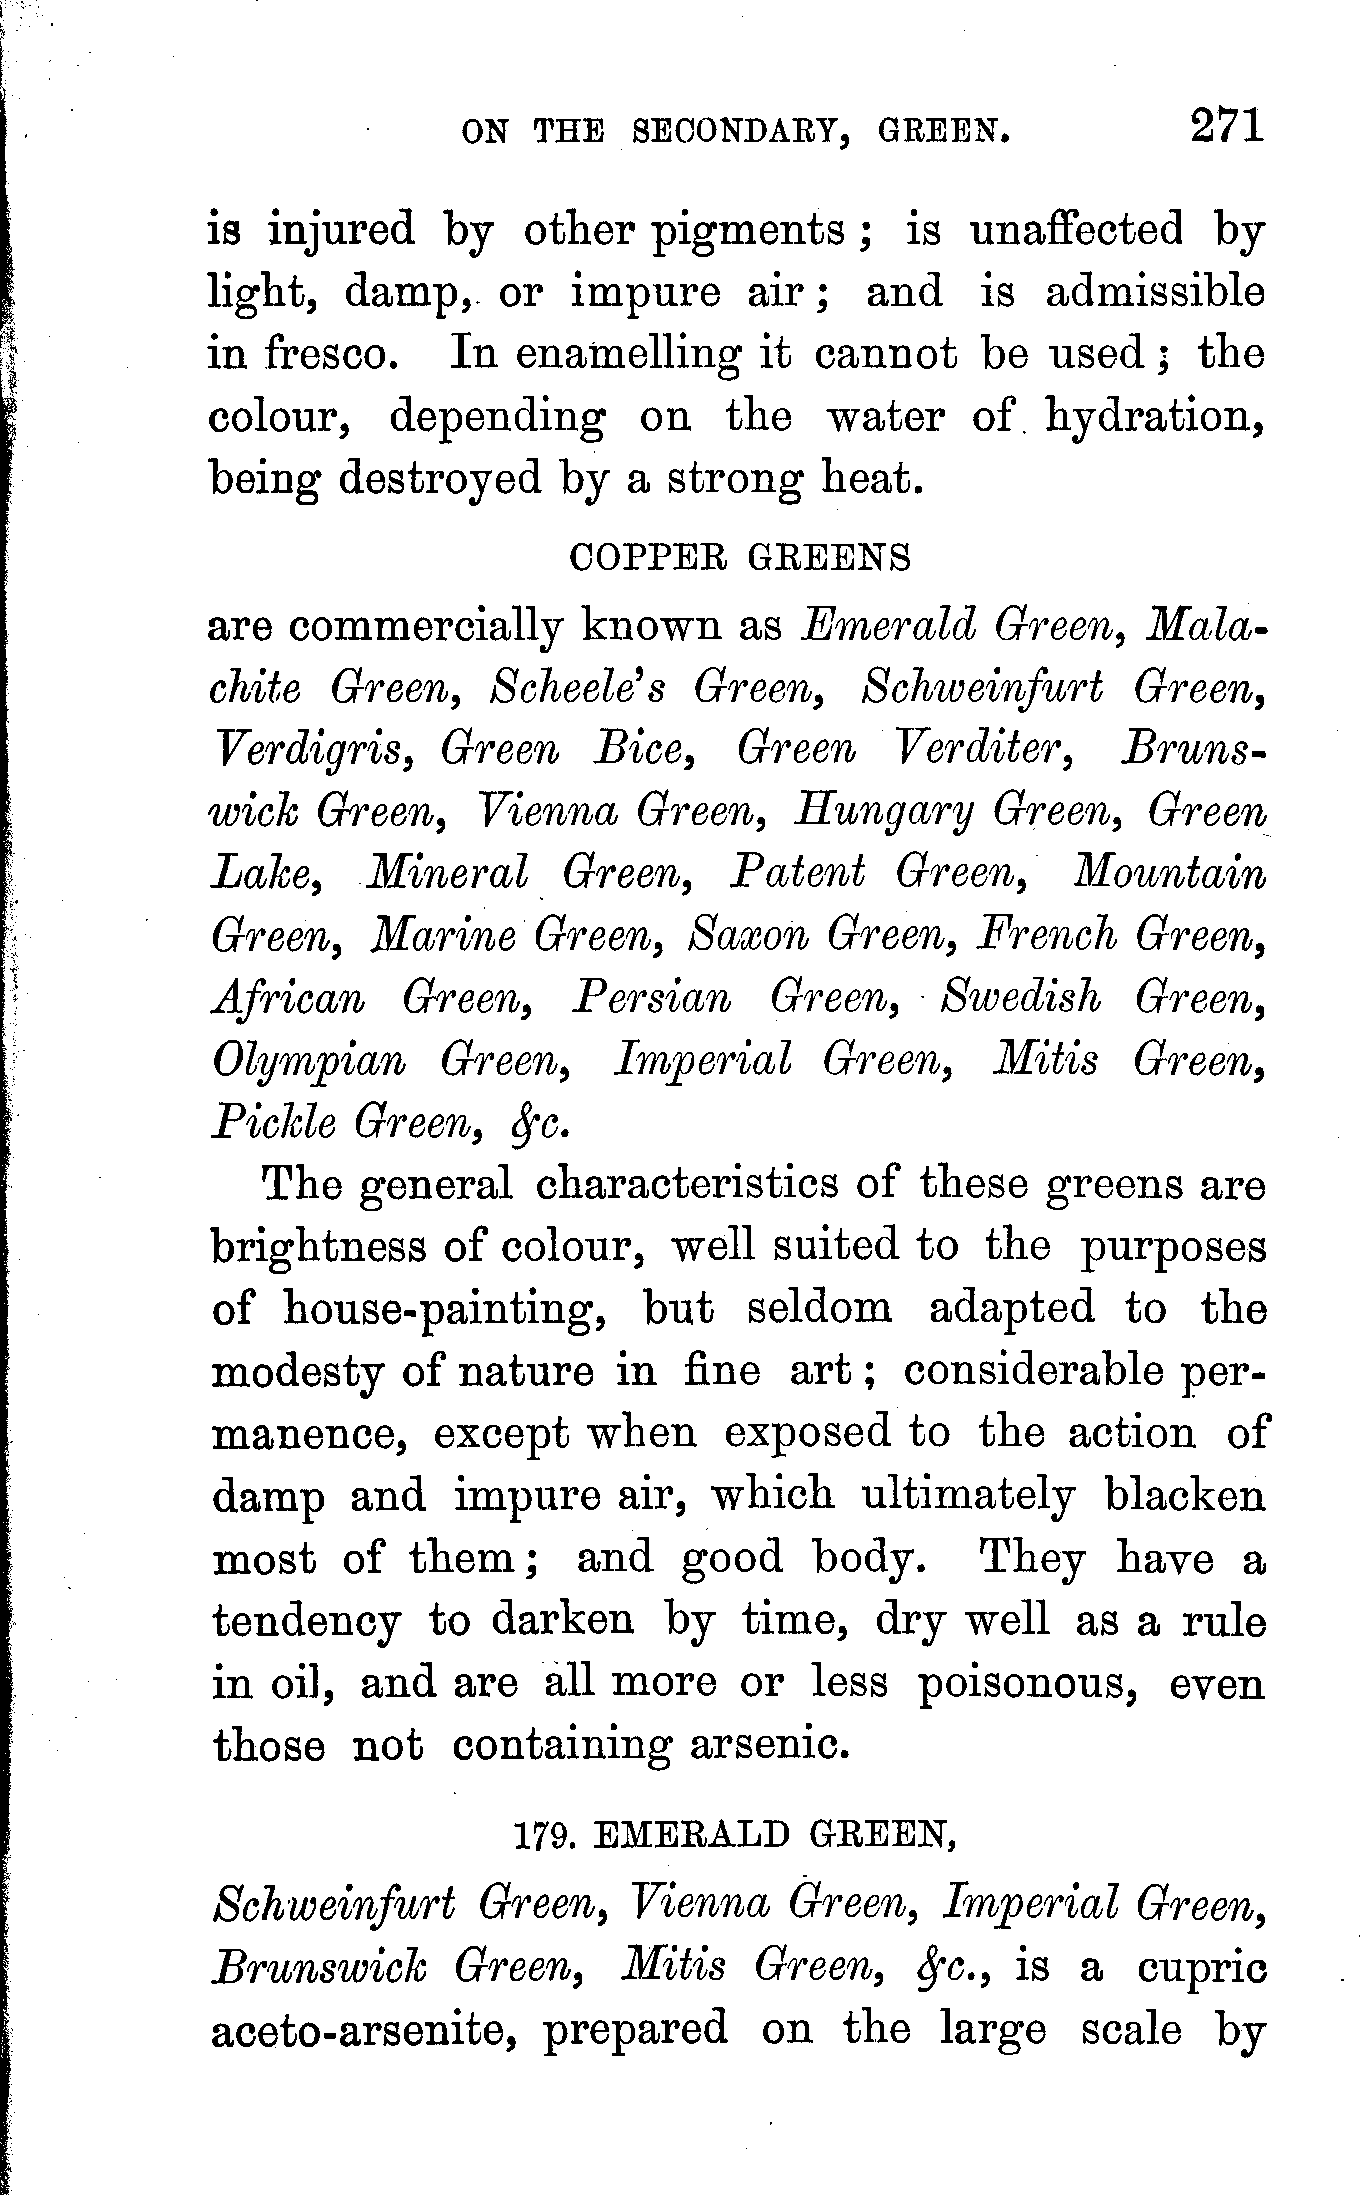 ON THE SECONDARY, GREEN. 271
is injured by other pigments ; is unaffected by
light, damp, or impure air ; and is admissible
in fresco. In enamelling it cannot be used ; the
colour, depending on the water of hydration,
being destroyed by a strong heat.
COPPER GREENS
are commercially known as Emerald Green, Mala-
chite Green, Scheele's Green, Schweinfurt Green,
Verdigris, Green Bice, Green Verditer, Bruns-
wick Green, Vienna Green, Hungary Green, Green
Lake, Mineral Green, Patent Green, Mountain
Green, Marine Green, Saxon Green, French Green,
African Green, Persian Green, Swedish Green,
Olympian Green, Imperial Green, Mitis Green,
Pickle Green, &c.
The general characteristics of these greens are
brightness of colour, well suited to the purposes
of house-painting, but seldom adapted to the
modesty of nature in fine art ; considerable per-
manence, except when exposed to the action of
damp and impure air, which ultimately blacken
most of them ; and good body. They have a
tendency to darken by time, dry well as a rule
in oil, and are all more or less poisonous, even
those not containing arsenic.
179. EMERALD GREEN,
Schweinfurt Green, Vienna Green, Imperial Green,
Brunswick Green, Mitis Green, &c., is a cupric
aceto-arsenite, prepared on the large scale by